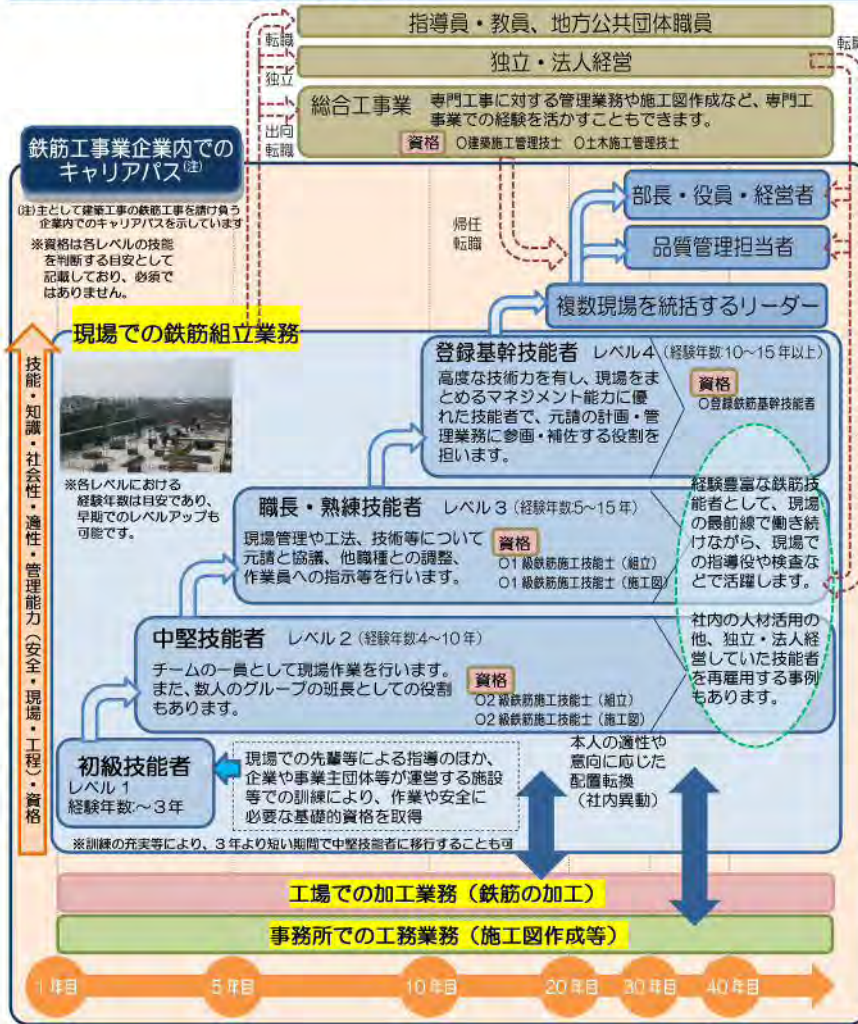 指導員・教員、地方公共団体職員
転職
転職
独立・法人経営
独立
総合工事業
専門工事に対する管理業務や施工図作成など、専門工
事業での経験を活かすこともできます。
出向
転職
資格 〇建築施工管理技士 〇土木施工管理技士
鉄筋工事業企業内での
キャリアパス(注)
(注)主として建築工事の鉄筋工事を請け負う
企業内でのキャリアパスを示しています
※資格は各レベルの技能
を判断する目安として
記載しており、必須で
はありません。
帰任
転職
部長・役員・経営者
品質管理担当者
複数現場を統括するリーダー
現場での鉄筋組立業務
技能・知識・社会性・適性・管理能力(安全・現場・工程)・資格
登録基幹技能者 レベル4(経験年数:10～15年以上)
高度な技術力を有し、現場をま
とめるマネジメント能力に優
れた技能者で、元請の計画・管
理業務に参画・補佐する役割を
担います。
資格
〇登録鉄筋基幹技能者
※各レベルにおける
経験年数は目安であり、
早期でのレベルアップも
可能です。
職長・熟練技能者 レベル3(経験年数:5～15年)
現場管理や工法、技術等について
元請と協議、他職種との調整、
作業員への指示等を行います。
資格
〇1級鉄筋施工技能士(組立)
〇1級鉄筋施工技能士(施工図)
経験豊富な鉄筋技
能者として、現場
の最前線で働き続
けながら、現場で
の指導役や検査な
どで活躍します。
社内の人材活用の
他、独立・法人経
営していた技能者
を再雇用する事例
もあります。
中堅技能者 レベル2(経験年数:4～10年)
チームの一員として現場作業を行います。
また、数人のグループの班長としての役割
もあります。
資格
〇2級鉄筋施工技能士(組立)
〇2級鉄筋施工技能士(施工図)
初級技能者
レベル1
経験年数:～3年
現場での先輩等による指導のほか、
企業や事業主団体等が運営する施設
等での訓練により、作業や安全に
必要な基礎的資格を取得
本人の適性や
意向に応じた
配置転換
(社内異動)
※訓練の充実等により、3年より短い期間で中堅技能者に移行することも可
工場での加工業務(鉄筋の加工)
事務所での工務業務(施工図作成等)
1年目
5年目
10年目
20年目
30年目
40年目